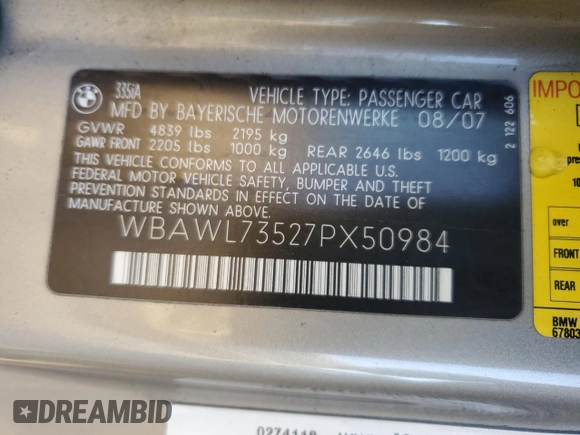 BMW
335iA
VEHICLE TYPE: PASSENGER CAR
MFD BY BAYERISCHE MOTORENWERKE 08/07
GVWR 4839 lbs 2195 kg
GAWR FRONT 2205 lbs 1000 kg REAR 2646 lbs 1200 kg
THIS VEHICLE CONFORMS TO ALL APPLICABLE U.S.
FEDERAL MOTOR VEHICLE SAFETY, BUMPER AND THEFT
PREVENTION STANDARDS IN EFFECT ON THE DATE OF
MANUFACTURE SHOWN ABOVE.
WBAWL73527PX50984
2 122 606
IMPO
over
FRONT
REAR
BMW
67803
DREAMBID